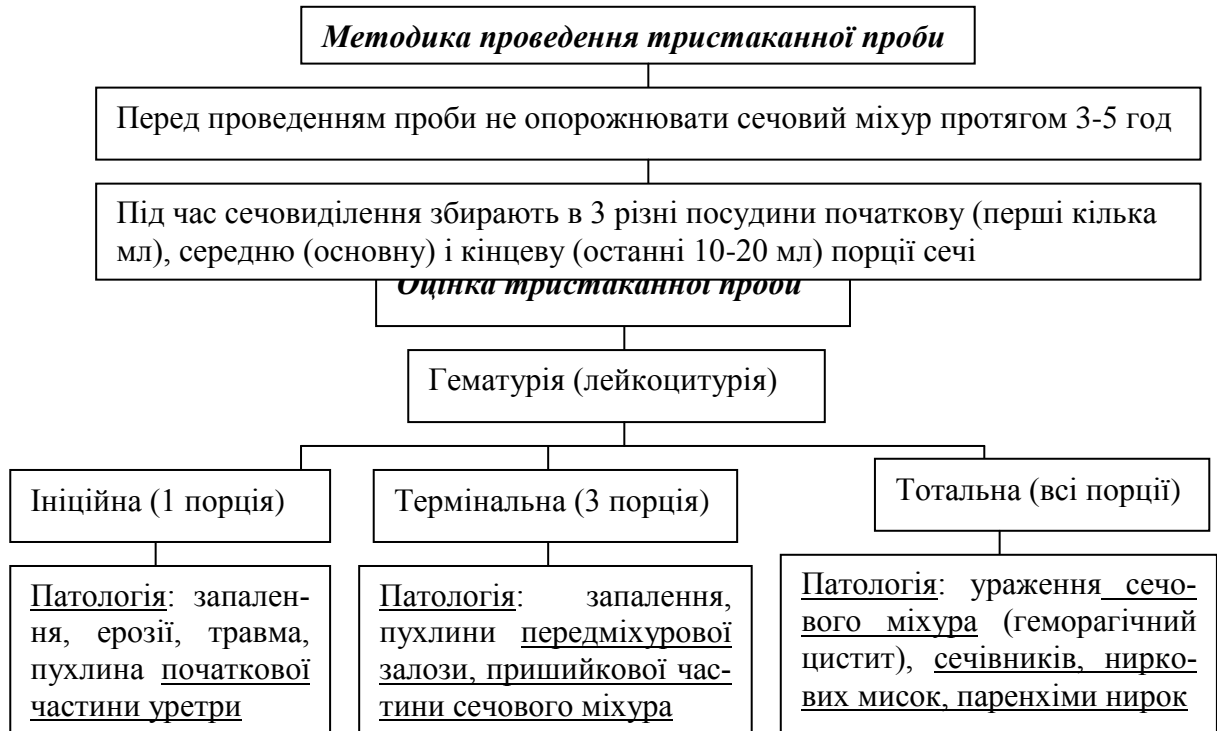 Методика проведення тристаканної проби
Перед проведенням проби не опорожнювати сечовий міхур протягом 3-5 год
Під час сечовиділення збирають в 3 різні посудини початкову (перші кілька
мл), середню (основну) і кінцеву (останні 10-20 мл) порції сечі
Оцінка тристаканної проби
Гематурія (лейкоцитурія)
Ініційна (1 порція)
Термінальна (3 порція)
Тотальна (всі порції)
Патологія: запален-
ня, ерозії, травма,
пухлина початкової
частини уретри
Патологія: запалення,
пухлини передміхурової
залози, пришийкової час-
тини сечового міхура
Патологія: ураження сечо-
вого міхура (геморагічний
цистит), сечівників, нирко-
вих мисок, паренхіми нирок